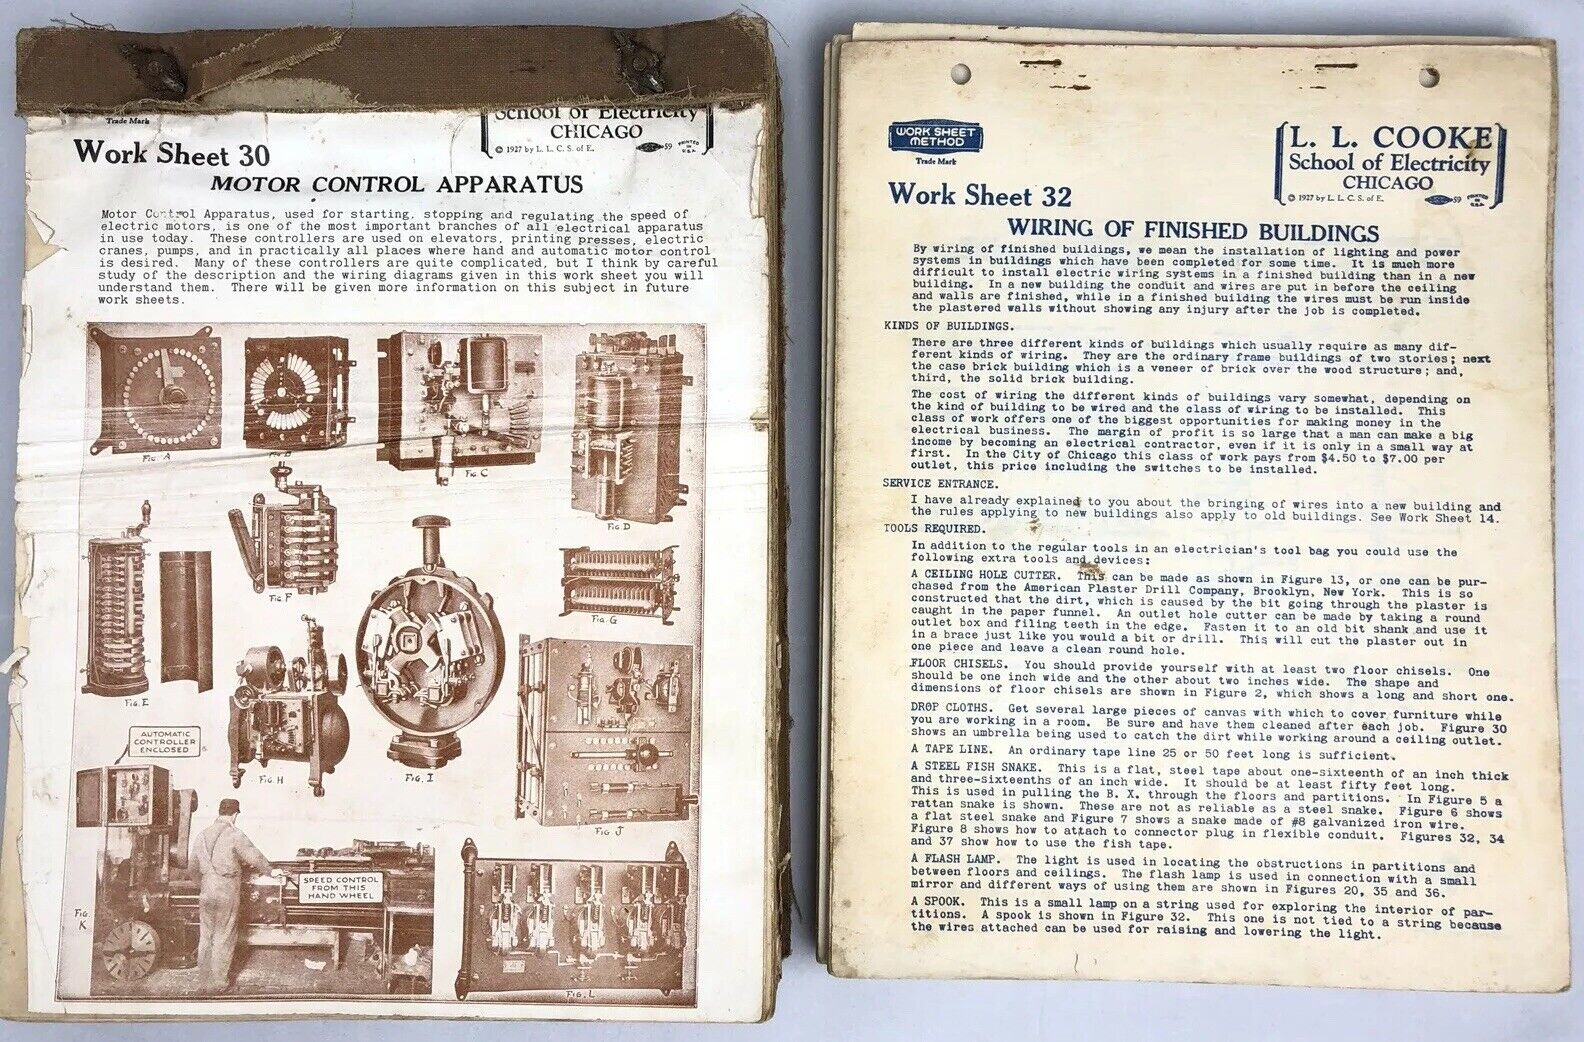 Trade Mark
School of Electricity
CHICAGO
© 1927 by L. L. C. S. of E. 59 PRINTED IN U.S.A.
Work Sheet 30
MOTOR CONTROL APPARATUS
Motor Control Apparatus, used for starting, stopping and regulating the speed of
electric motors, is one of the most important branches of all electrical apparatus
in use today. These controllers are used on elevators, printing presses, electric
cranes, pumps, and in practically all places where hand and automatic motor control
is desired. Many of these controllers are quite complicated, but I think by careful
study of the description and the wiring diagrams given in this work sheet you will
understand them. There will be given more information on this subject in future
work sheets.
FIG. A
FIG. B
FIG. C
FIG. D
FIG. E
FIG. F
FIG. G
FIG. H
FIG. I
FIG. J
AUTOMATIC
CONTROLLER
ENCLOSED
SPEED CONTROL
FROM THIS
HAND WHEEL
FIG.
K
FIG. L
WORK SHEET
METHOD
Trade Mark
L. L. COOKE
School of Electricity
CHICAGO
© 1927 by L. L. C. S. of E. 59 PRINTED IN U.S.A.
Work Sheet 32
WIRING OF FINISHED BUILDINGS
By wiring of finished buildings, we mean the installation of lighting and power
systems in buildings which have been completed for some time. It is much more
difficult to install electric wiring systems in a finished building than in a new
building. In a new building the conduit and wires are put in before the ceiling
and walls are finished, while in a finished building the wires must be run inside
the plastered walls without showing any injury after the job is completed.
KINDS OF BUILDINGS.
There are three different kinds of buildings which usually require as many dif-
ferent kinds of wiring. They are the ordinary frame buildings of two stories; next
the case brick building which is a veneer of brick over the wood structure; and,
third, the solid brick building.
The cost of wiring the different kinds of buildings vary somewhat, depending on
the kind of building to be wired and the class of wiring to be installed. This
class of work offers one of the biggest opportunities for making money in the
electrical business. The margin of profit is so large that a man can make a big
income by becoming an electrical contractor, even if it is only in a small way at
first. In the City of Chicago this class of work pays from $4.50 to $7.00 per
outlet, this price including the switches to be installed.
SERVICE ENTRANCE.
I have already explained to you about the bringing of wires into a new building and
the rules applying to new buildings also apply to old buildings. See Work Sheet 14.
TOOLS REQUIRED.
In addition to the regular tools in an electrician's tool bag you could use the
following extra tools and devices:
A CEILING HOLE CUTTER. This can be made as shown in Figure 13, or one can be pur-
chased from the American Plaster Drill Company, Brooklyn, New York. This is so
constructed that the dirt, which is caused by the bit going through the plaster is
caught in the paper funnel. An outlet hole cutter can be made by taking a round
outlet box and filing teeth in the edge. Fasten it to an old bit shank and use it
in a brace just like you would a bit or drill. This will cut the plaster out in
one piece and leave a clean round hole.
FLOOR CHISELS. You should provide yourself with at least two floor chisels. One
should be one inch wide and the other about two inches wide. The shape and
dimensions of floor chisels are shown in Figure 2, which shows a long and short one.
DROP CLOTHS. Get several large pieces of canvas with which to cover furniture while
you are working in a room. Be sure and have them cleaned after each job. Figure 30
shows an umbrella being used to catch the dirt while working around a ceiling outlet.
A TAPE LINE. An ordinary tape line 25 or 50 feet long is sufficient.
A STEEL FISH SNAKE. This is a flat, steel tape about one-sixteenth of an inch thick
and three-sixteenths of an inch wide. It should be at least fifty feet long.
This is used in pulling the B. X. through the floors and partitions. In Figure 5 a
rattan snake is shown. These are not as reliable as a steel snake. Figure 6 shows
a flat steel snake and Figure 7 shows a snake made of #8 galvanized iron wire.
Figure 8 shows how to attach to connector plug in flexible conduit. Figures 32, 34
and 37 show how to use the fish tape.
A FLASH LAMP. The light is used in locating the obstructions in partitions and
between floors and ceilings. The flash lamp is used in connection with a small
mirror and different ways of using them are shown in Figures 20, 35 and 36.
A SPOOK. This is a small lamp on a string used for exploring the interior of par-
titions. A spook is shown in Figure 32. This one is not tied to a string because
the wires attached can be used for raising and lowering the light.